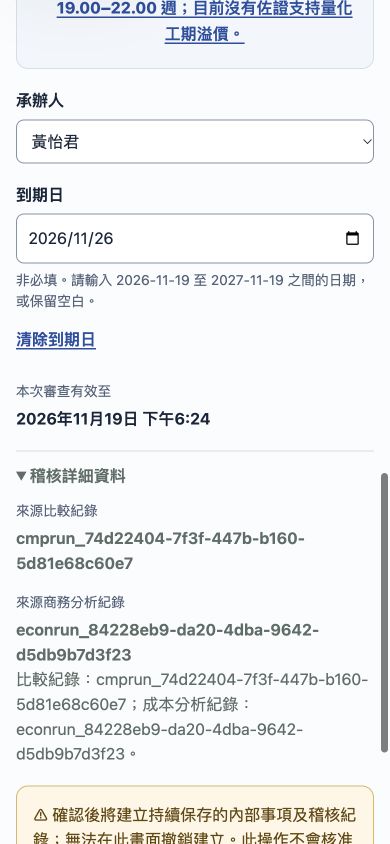 19.00–22.00 週；目前沒有佐證支持量化
工期溢價。
承辦人
黃怡君
到期日
2026/11/26
非必填。請輸入 2026-11-19 至 2027-11-19 之間的日期，
或保留空白。
清除到期日
本次審查有效至
2026年11月19日 下午6:24
▼稽核詳細資料
來源比較紀錄
cmprun_74d22404-7f3f-447b-b160-
5d81e68c60e7
來源商務分析紀錄
econrun_84228eb9-da20-4dba-9642-
d5db9b7d3f23
比較紀錄：cmprun_74d22404-7f3f-447b-b160-
5d81e68c60e7；成本分析紀錄：
econrun_84228eb9-da20-4dba-9642-
d5db9b7d3f23。
⚠ 確認後將建立持續保存的內部事項及稽核紀
錄；無法在此畫面撤銷建立。此操作不會核准